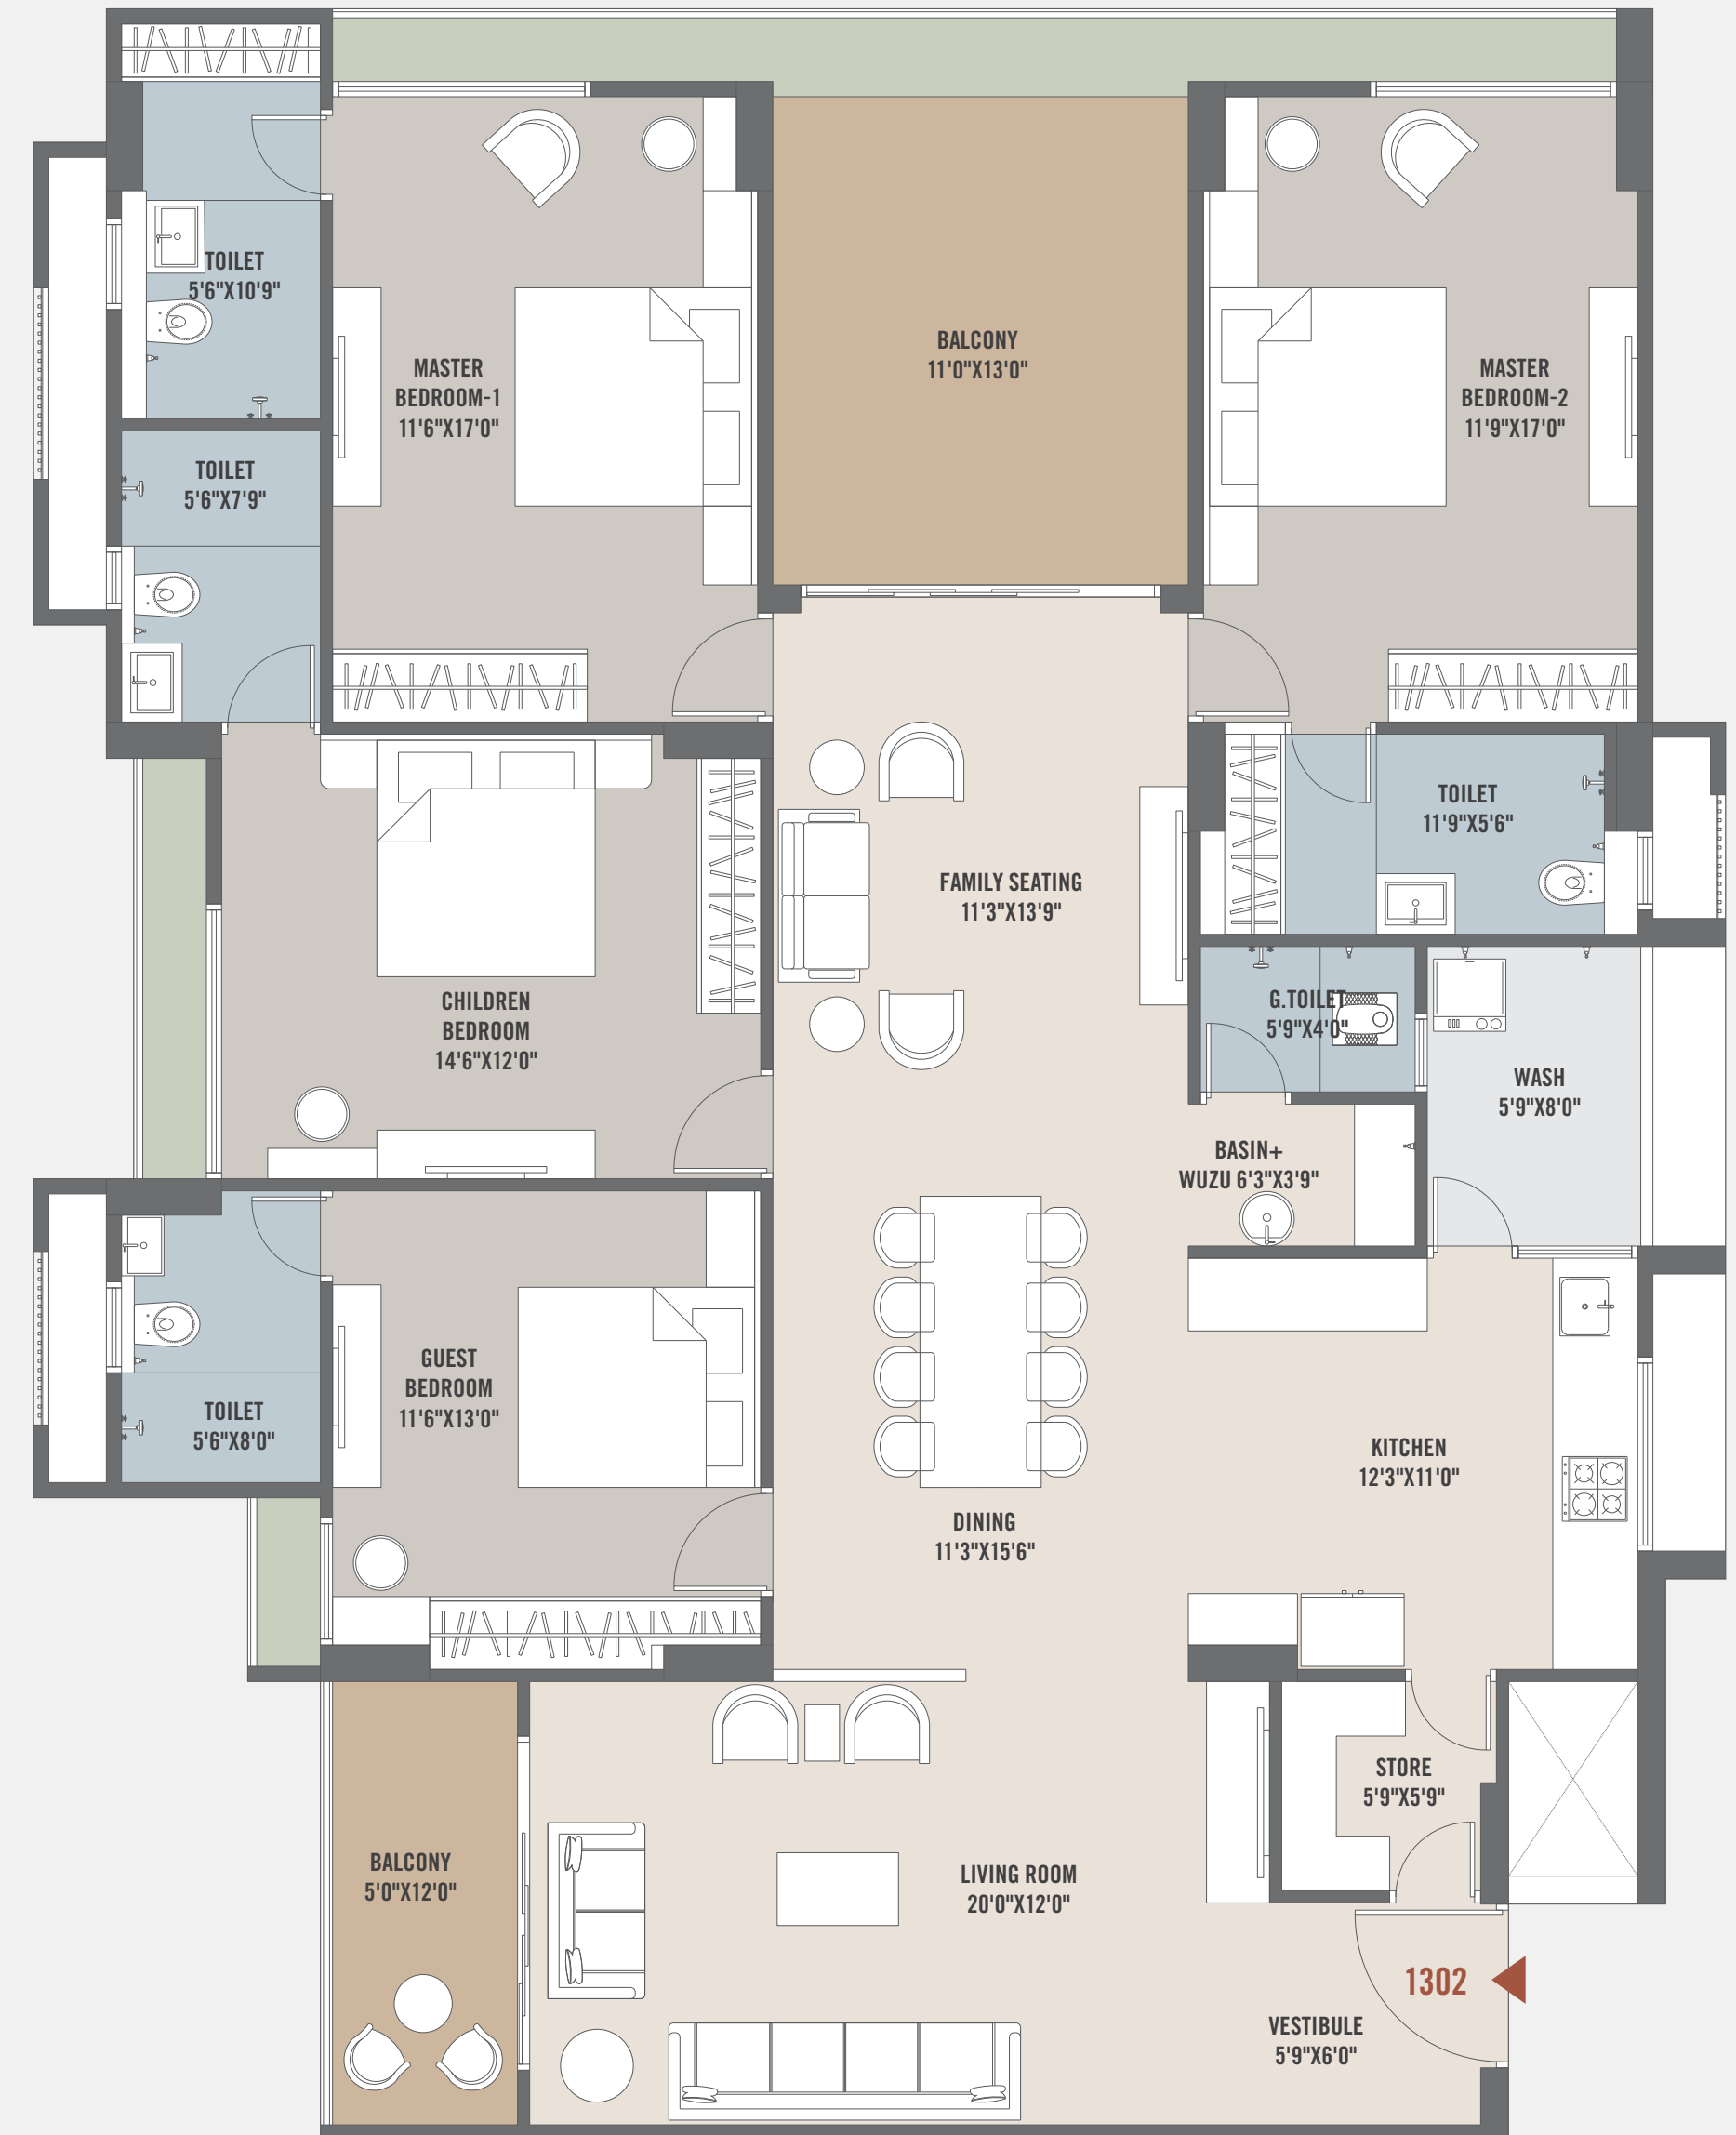 TOILET
5'6"X10'9"
MASTER
BEDROOM-1
11'6"X17'0"
BALCONY
11'0"X13'0"
MASTER
BEDROOM-2
11'9"X17'0"
TOILET
5'6"X7'9"
TOILET
11'9"X5'6"
FAMILY SEATING
11'3"X13'9"
CHILDREN
BEDROOM
14'6"X12'0"
G.TOILET
5'9"X4'0"
WASH
5'9"X8'0"
BASIN+
WUZU 6'3"X3'9"
GUEST
BEDROOM
11'6"X13'0"
TOILET
5'6"X8'0"
KITCHEN
12'3"X11'0"
DINING
11'3"X15'6"
STORE
5'9"X5'9"
BALCONY
5'0"X12'0"
LIVING ROOM
20'0"X12'0"
1302
VESTIBULE
5'9"X6'0"